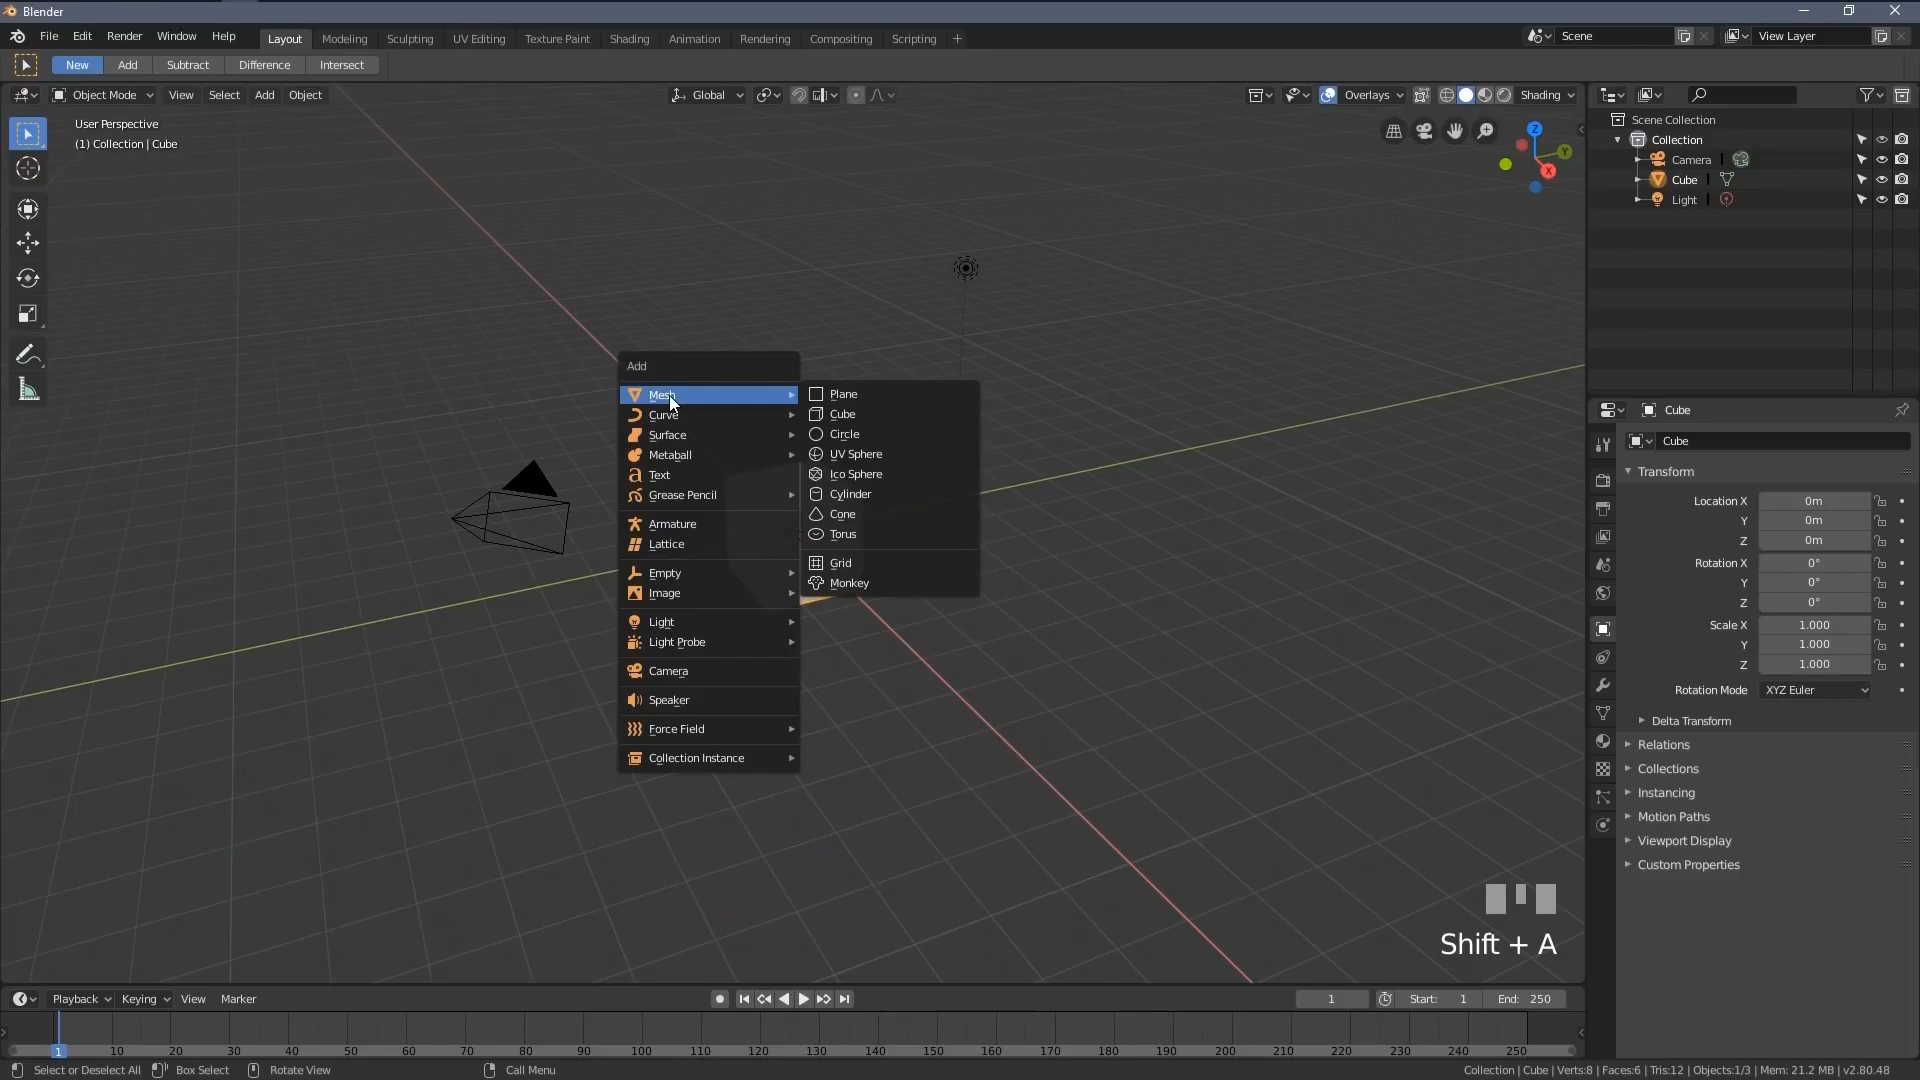 Blender
File Edit Render Window Help Layout Modeling Sculpting UV Editing Texture Paint Shading Animation Rendering Compositing Scripting + Scene View Layer
New Add Subtract Difference Intersect
Object Mode View Select Add Object Global Overlays Shading
User Perspective
(1) Collection | Cube
Z
Y
X
Scene Collection
Collection
Camera
Cube
Light
Add
Mesh
Curve
Surface
Metaball
Text
Grease Pencil
Armature
Lattice
Empty
Image
Light
Light Probe
Camera
Speaker
Force Field
Collection Instance
Plane
Cube
Circle
UV Sphere
Ico Sphere
Cylinder
Cone
Torus
Grid
Monkey
Cube
Cube
Transform
Location X 0m
Y 0m
Z 0m
Rotation X 0°
Y 0°
Z 0°
Scale X 1.000
Y 1.000
Z 1.000
Rotation Mode XYZ Euler
Delta Transform
Relations
Collections
Instancing
Motion Paths
Viewport Display
Custom Properties
Shift + A
Playback Keying View Marker 1 Start: 1 End: 250
1 10 20 30 40 50 60 70 80 90 100 110 120 130 140 150 160 170 180 190 200 210 220 230 240 250
Select or Deselect All Box Select Rotate View Call Menu Collection | Cube | Verts:8 | Faces:6 | Tris:12 | Objects:1/3 | Mem: 21.2 MB | v2.80.48